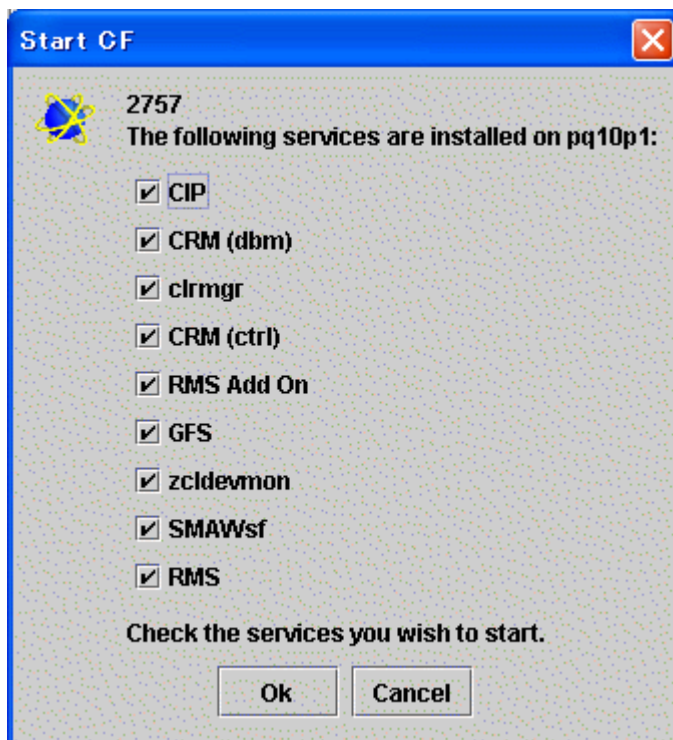 Start CF
2757
The following services are installed on pq10p1:
CIP
CRM (dbm)
clrmgr
CRM (ctrl)
RMS Add On
GFS
zcldevmon
SMAWsf
RMS
Check the services you wish to start.
Ok
Cancel